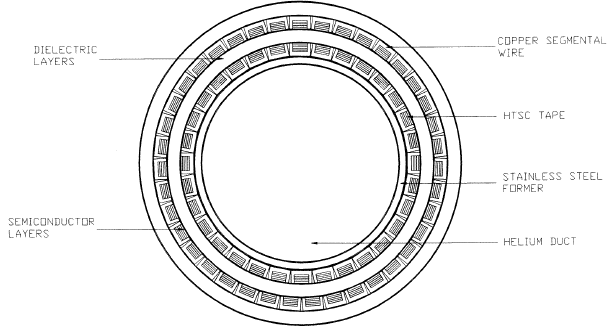 DIELECTRIC
LAYERS
COPPER SEGMENTAL
WIRE
HTSC TAPE
STAINLESS STEEL
FORMER
SEMICONDUCTOR
LAYERS
HELIUM DUCT